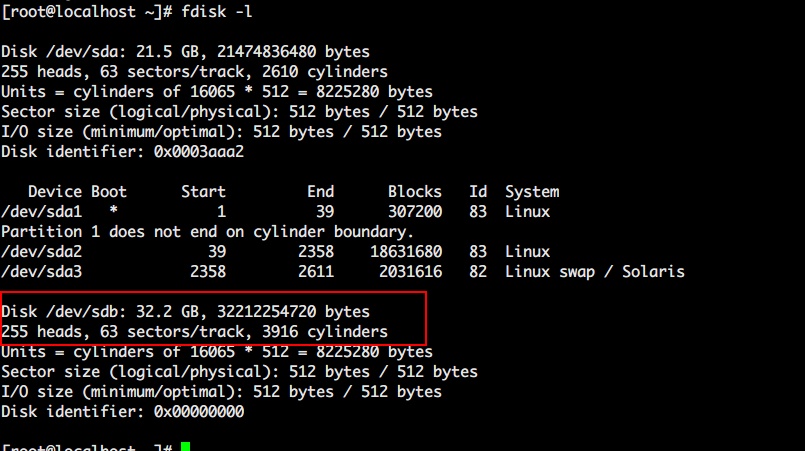 [root@localhost ~]# fdisk -l
Disk /dev/sda: 21.5 GB, 21474836480 bytes
255 heads, 63 sectors/track, 2610 cylinders
Units = cylinders of 16065 * 512 = 8225280 bytes
Sector size (logical/physical): 512 bytes / 512 bytes
I/O size (minimum/optimal): 512 bytes / 512 bytes
Disk identifier: 0x0003aaa2
Device Boot Start End Blocks Id System
/dev/sda1 * 1 39 307200 83 Linux
Partition 1 does not end on cylinder boundary.
/dev/sda2 39 2358 18631680 83 Linux
/dev/sda3 2358 2611 2031616 82 Linux swap / Solaris
Disk /dev/sdb: 32.2 GB, 32212254720 bytes
255 heads, 63 sectors/track, 3916 cylinders
Units = cylinders of 16065 * 512 = 8225280 bytes
Sector size (logical/physical): 512 bytes / 512 bytes
I/O size (minimum/optimal): 512 bytes / 512 bytes
Disk identifier: 0x00000000
[root@localhost ~]#